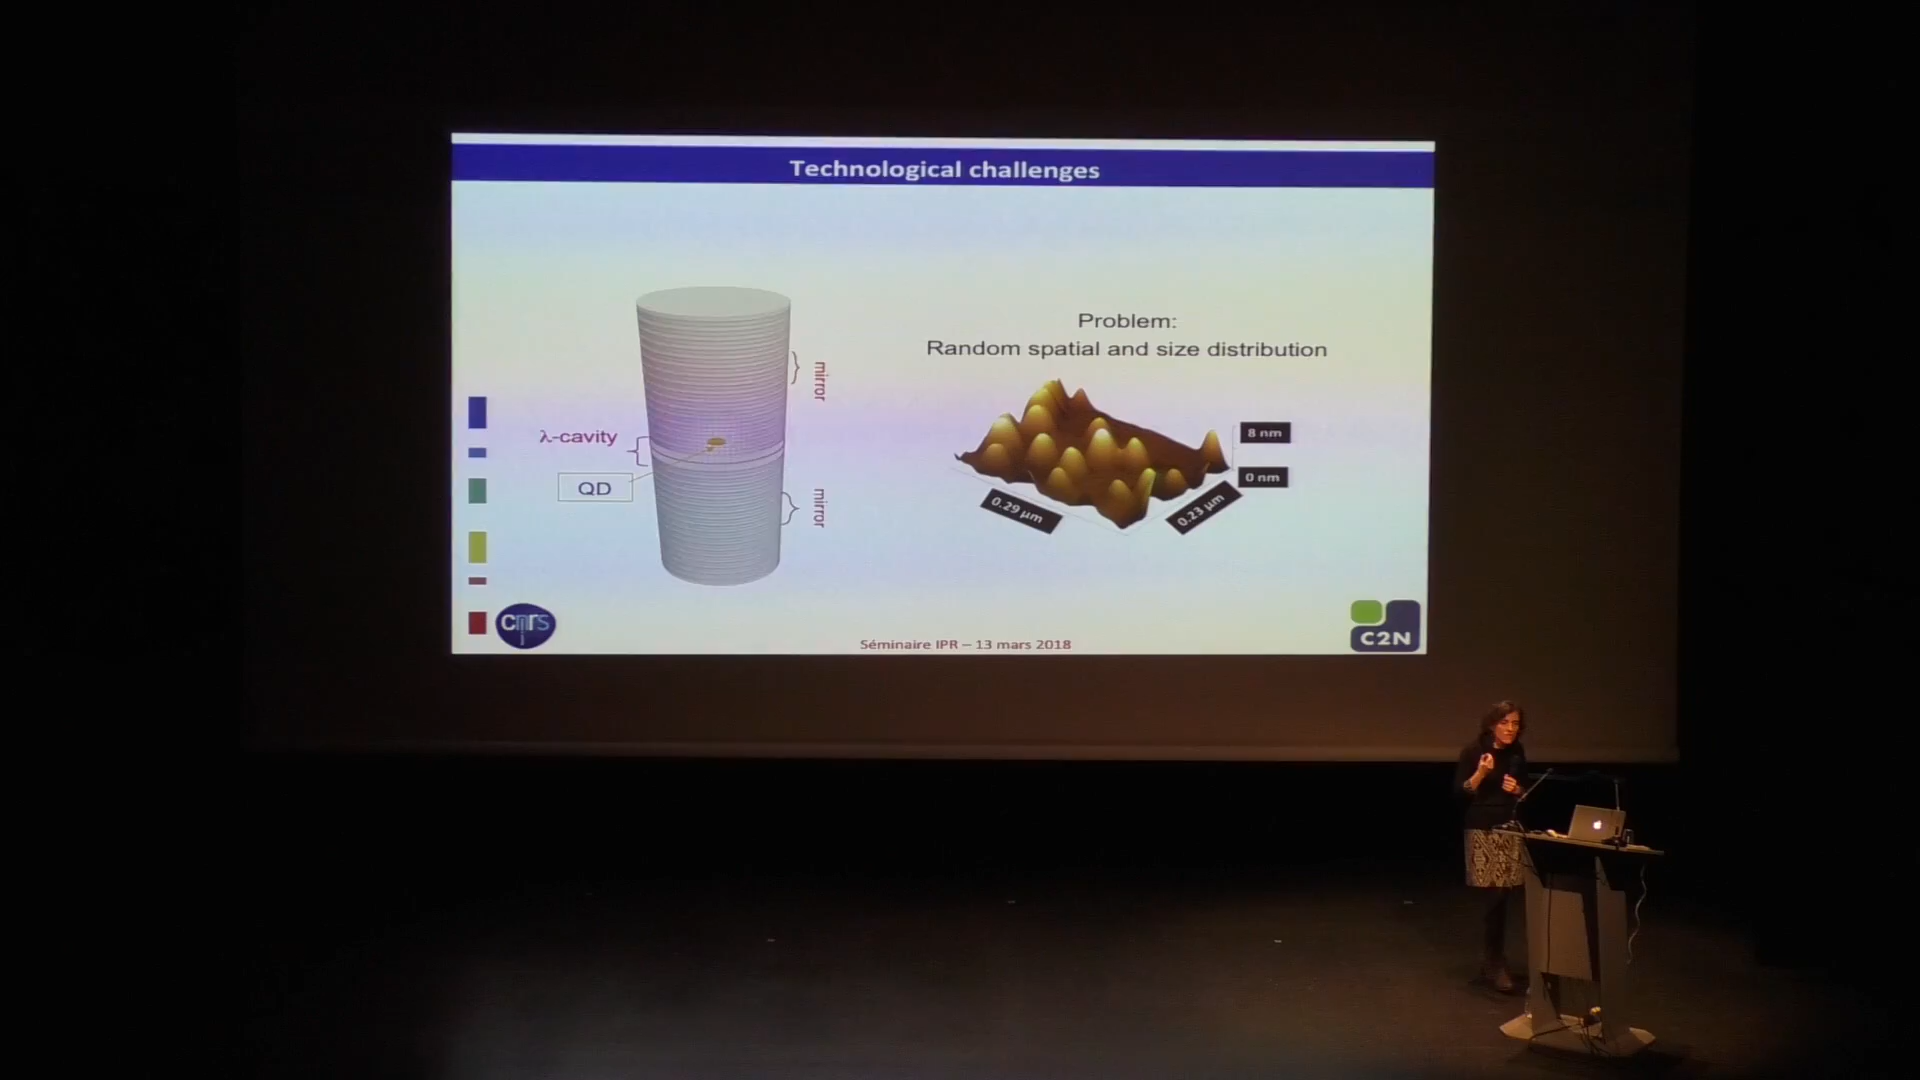 Technological challenges
mirror
λ-cavity
QD
mirror
Problem:
Random spatial and size distribution
8 nm
0 nm
0.29 µm
0.23 µm
cnrs
Séminaire IPR – 13 mars 2018
C2N